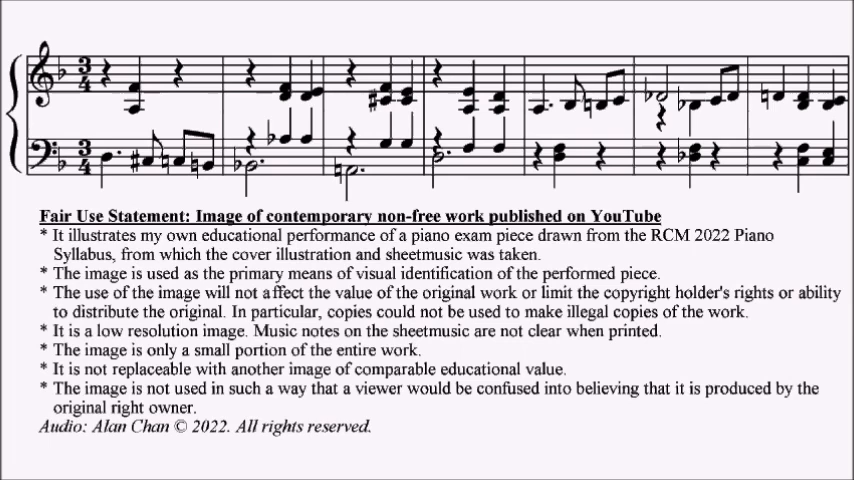 Fair Use Statement: Image of contemporary non-free work published on YouTube
* It illustrates my own educational performance of a piano exam piece drawn from the RCM 2022 Piano
Syllabus, from which the cover illustration and sheetmusic was taken.
* The image is used as the primary means of visual identification of the performed piece.
* The use of the image will not affect the value of the original work or limit the copyright holder's rights or ability
to distribute the original. In particular, copies could not be used to make illegal copies of the work.
* It is a low resolution image. Music notes on the sheetmusic are not clear when printed.
* The image is only a small portion of the entire work.
* It is not replaceable with another image of comparable educational value.
* The image is not used in such a way that a viewer would be confused into believing that it is produced by the
original right owner.
Audio: Alan Chan © 2022. All rights reserved.